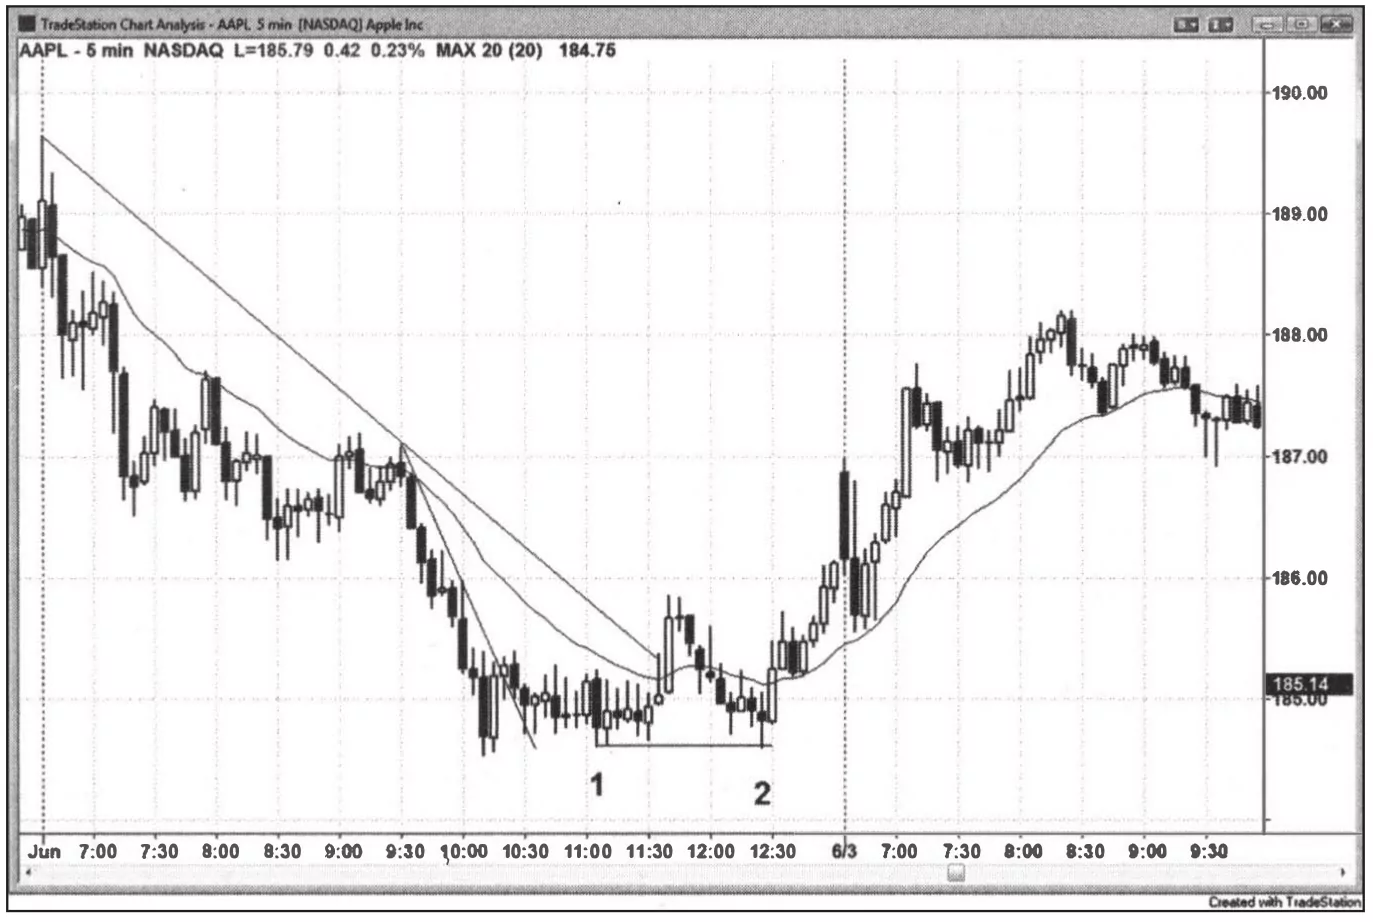 TradeStation Chart Analysis - AAPL 5 min [NASDAQ] Apple Inc
AAPL - 5 min NASDAQ L=185.79 0.42 0.23% MAX 20 (20) 184.75
190.00
189.00
188.00
187.00
186.00
185.14
185.00
1
2
Jun 7:00 7:30 8:00 8:30 9:00 9:30 10:00 10:30 11:00 11:30 12:00 12:30 6/3 7:00 7:30 8:00 8:30 9:00 9:30
Created with TradeStation